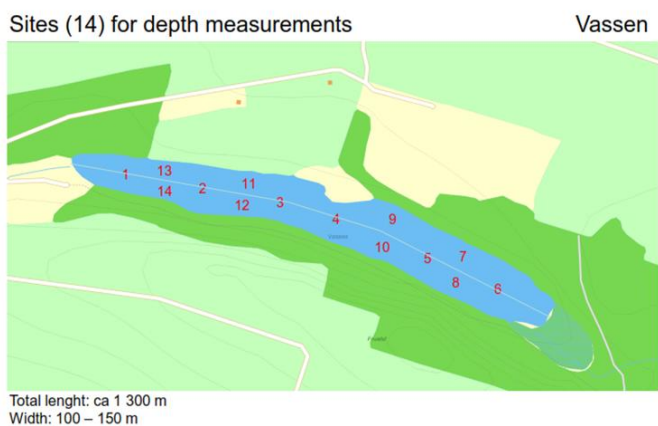 Sites (14) for depth measurements Vassen
1 13
14 2 11
12 3
4 9
10 5 7
8 6
Vassen
Total lenght: ca 1 300 m
Width: 100 – 150 m